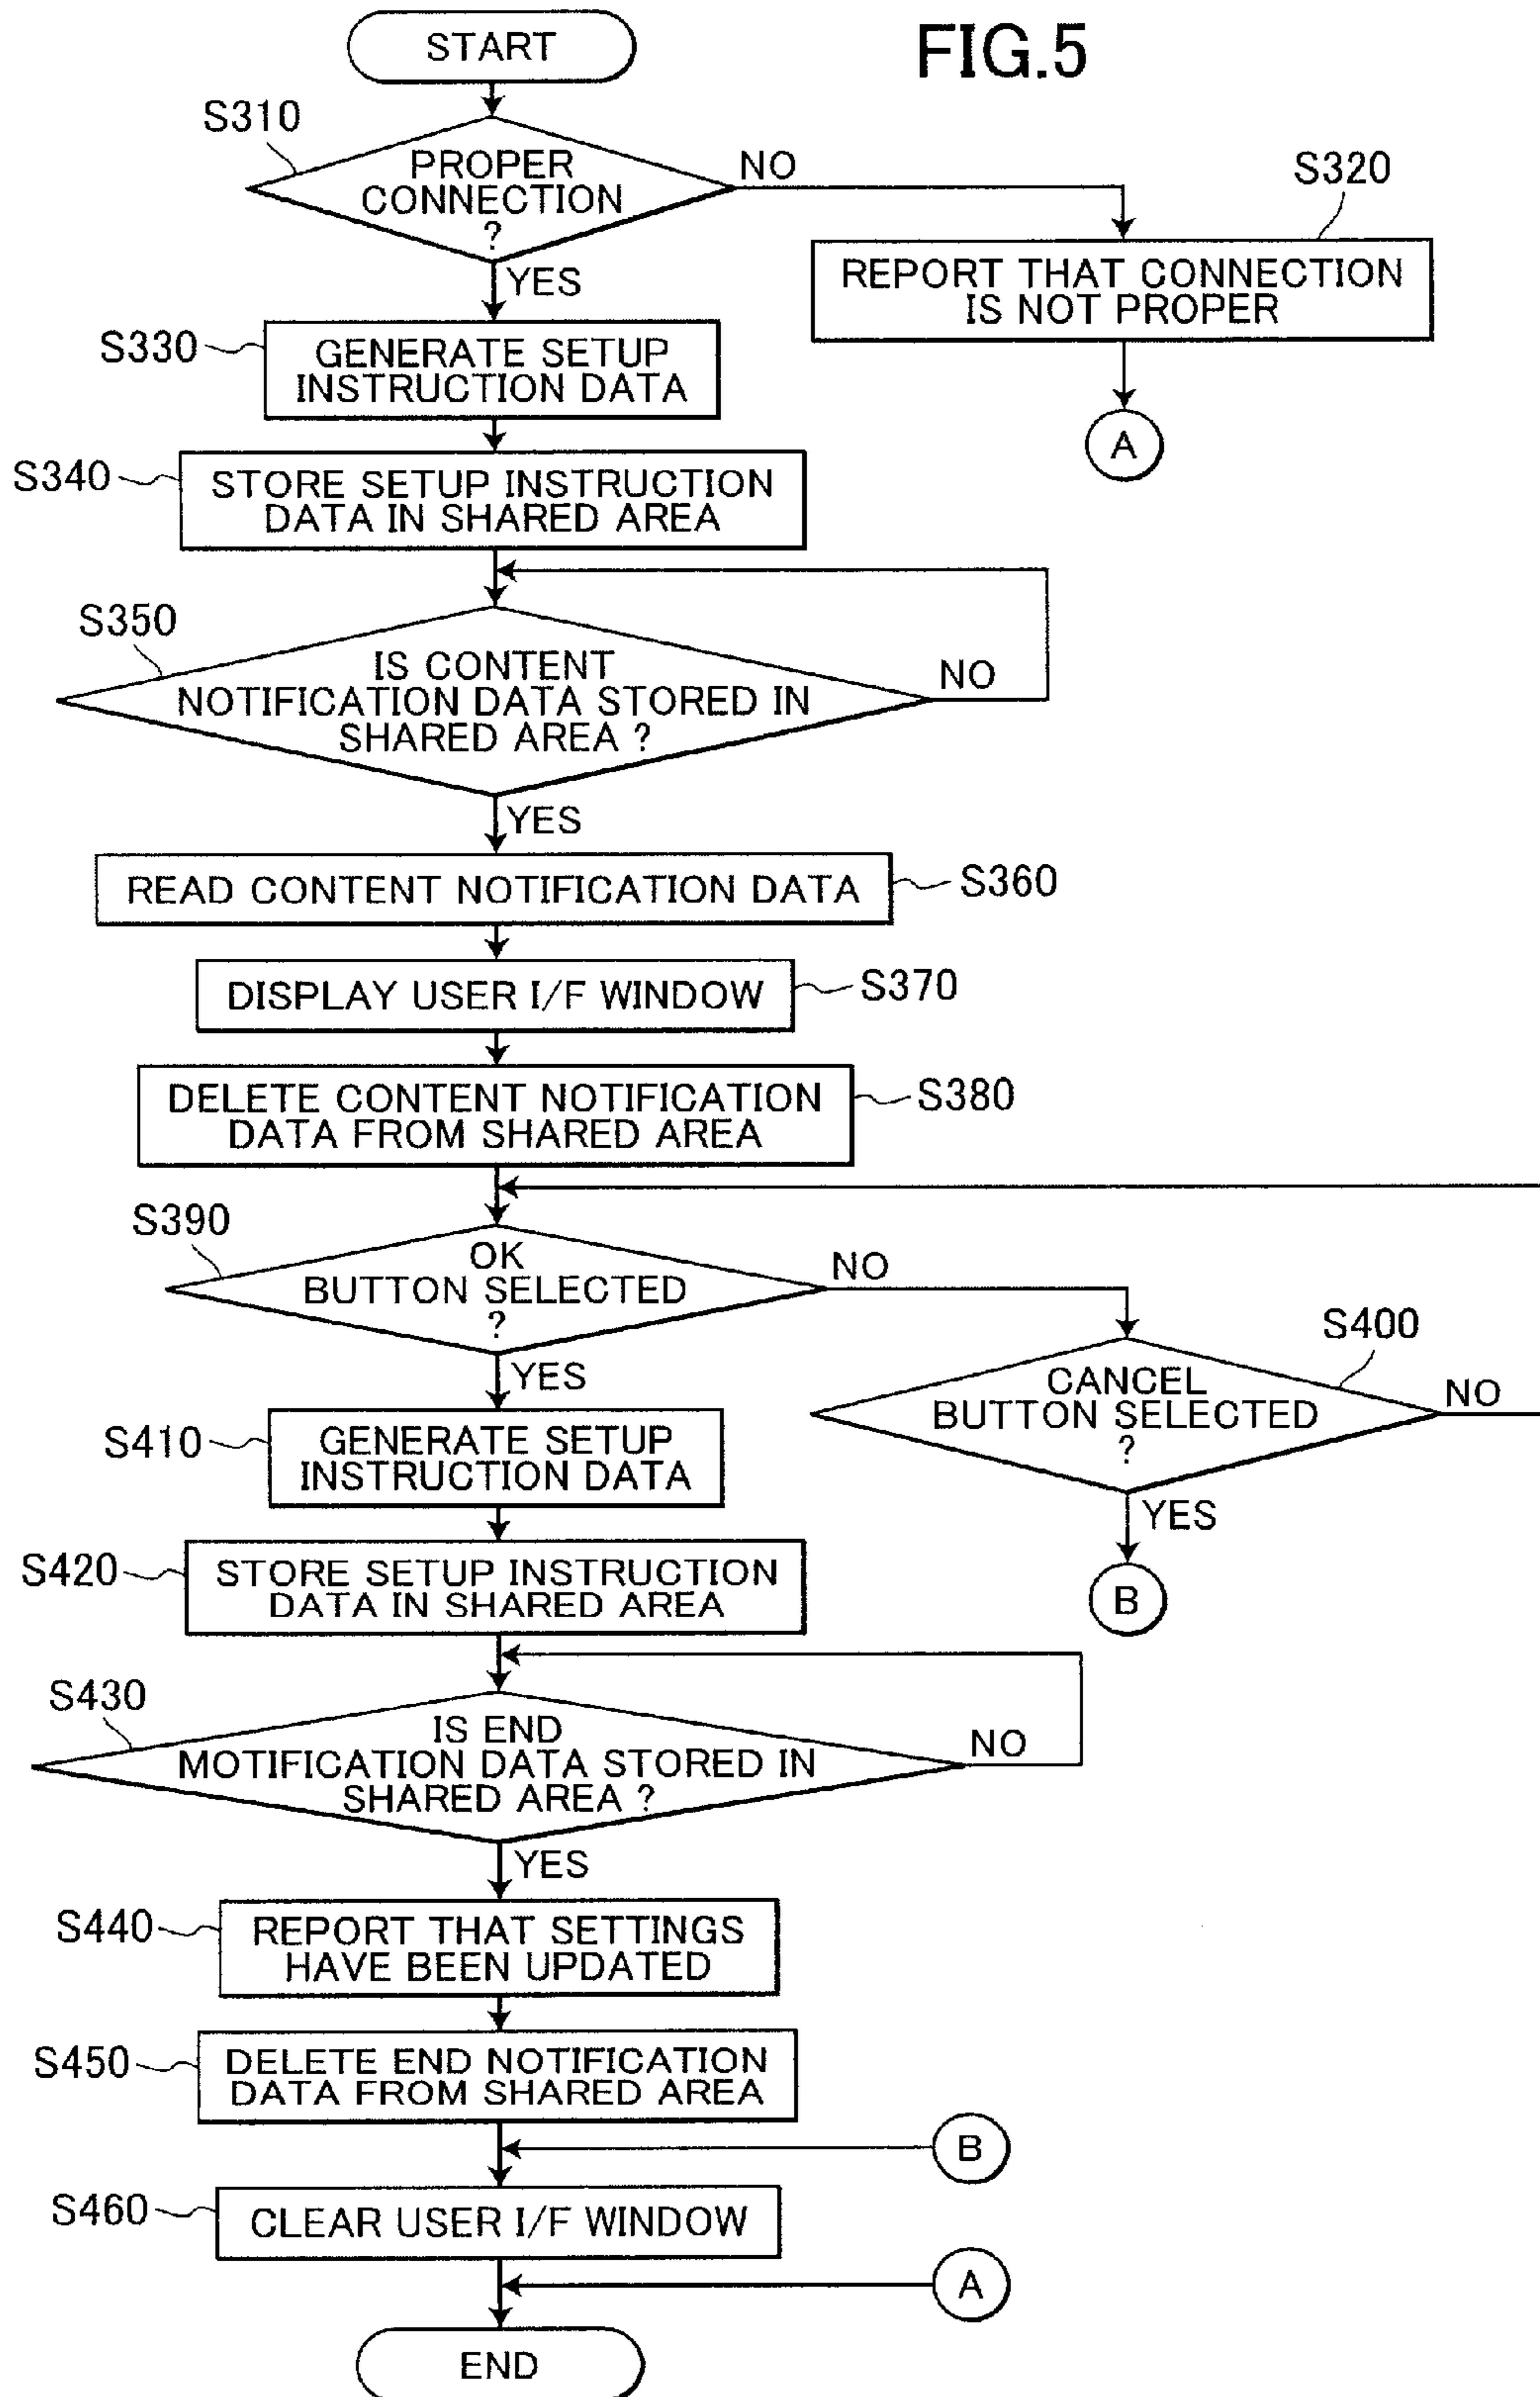 START
FIG.5
S310
PROPER
CONNECTION
?
NO
YES
S320
REPORT THAT CONNECTION
IS NOT PROPER
A
S330
GENERATE SETUP
INSTRUCTION DATA
S340
STORE SETUP INSTRUCTION
DATA IN SHARED AREA
S350
IS CONTENT
NOTIFICATION DATA STORED IN
SHARED AREA ?
NO
YES
READ CONTENT NOTIFICATION DATA
S360
DISPLAY USER I/F WINDOW
S370
DELETE CONTENT NOTIFICATION
DATA FROM SHARED AREA
S380
S390
OK
BUTTON SELECTED
?
NO
YES
S400
CANCEL
BUTTON SELECTED
?
NO
YES
B
S410
GENERATE SETUP
INSTRUCTION DATA
S420
STORE SETUP INSTRUCTION
DATA IN SHARED AREA
S430
IS END
MOTIFICATION DATA STORED IN
SHARED AREA ?
NO
YES
S440
REPORT THAT SETTINGS
HAVE BEEN UPDATED
S450
DELETE END NOTIFICATION
DATA FROM SHARED AREA
B
S460
CLEAR USER I/F WINDOW
A
END